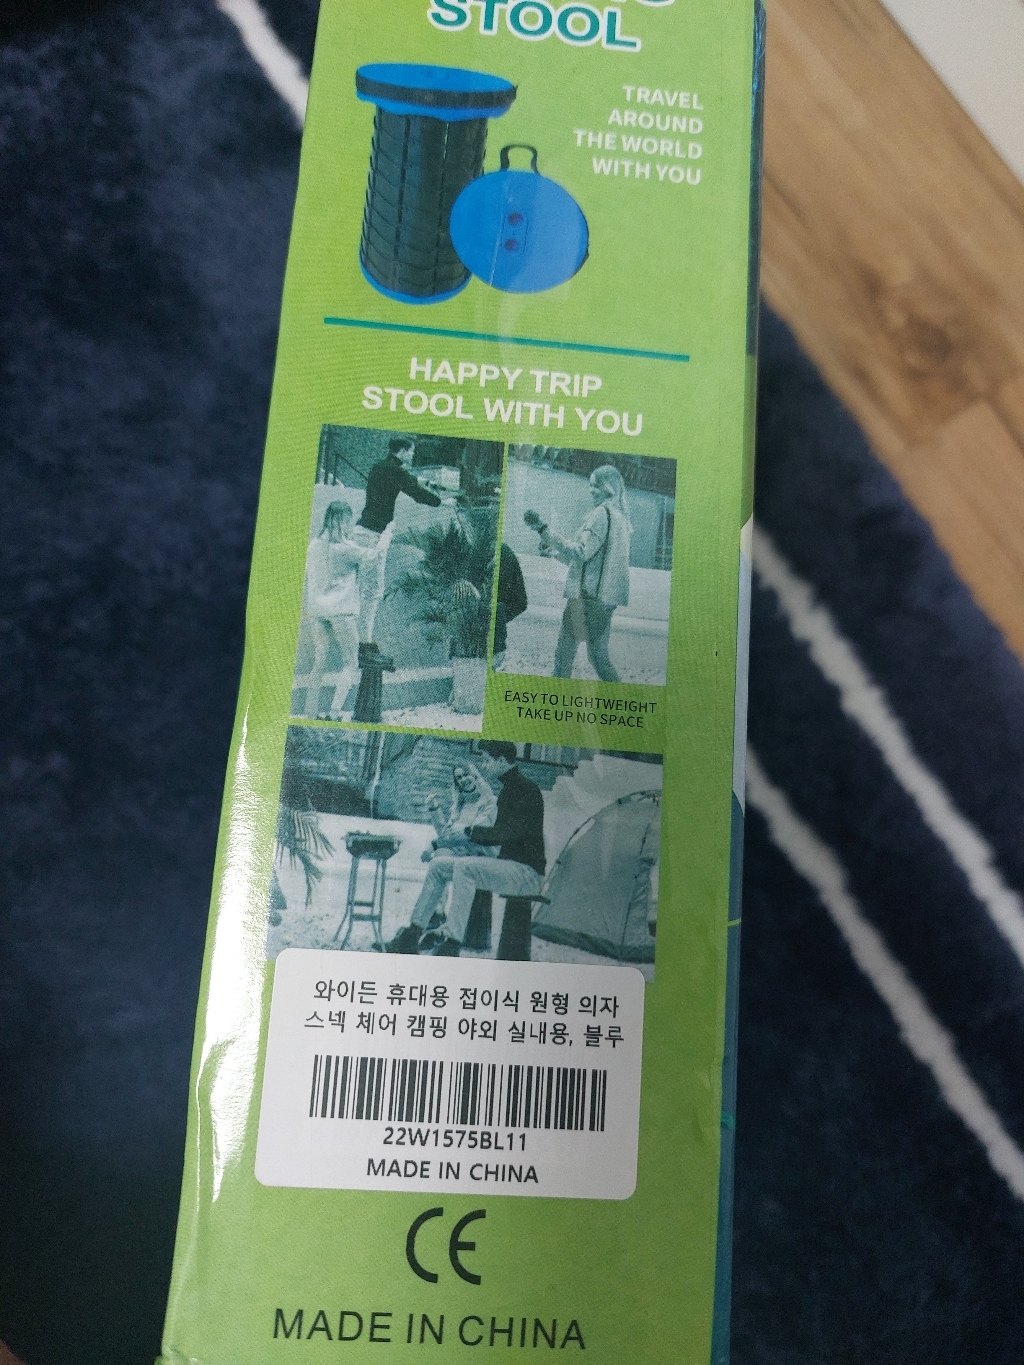 STOOL
TRAVEL
AROUND
THE WORLD
WITH YOU
HAPPY TRIP
STOOL WITH YOU
EASY TO LIGHTWEIGHT
TAKE UP NO SPACE
와이든 휴대용 접이식 원형 의자
스넥 체어 캠핑 야외 실내용, 블루
22W1575BL11
MADE IN CHINA
CE
MADE IN CHINA